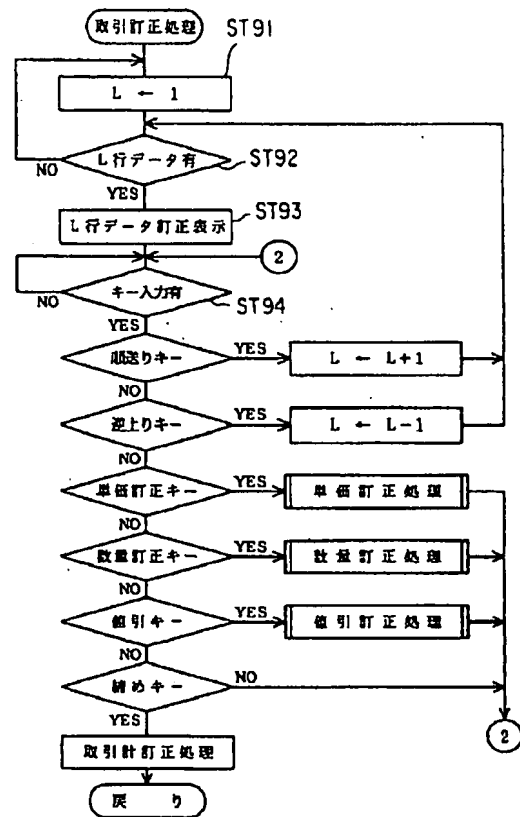 取引訂正処理
ST91
L ← 1
L行データ有
ST92
NO
YES
L行データ訂正表示
ST93
2
キー入力有
NO
ST94
YES
順送りキー
YES
L ← L+1
NO
逆上りキー
YES
L ← L-1
NO
単価訂正キー
YES
単価訂正処理
NO
数量訂正キー
YES
数量訂正処理
NO
値引キー
YES
値引訂正処理
NO
締めキー
NO
YES
取引計訂正処理
2
戻り